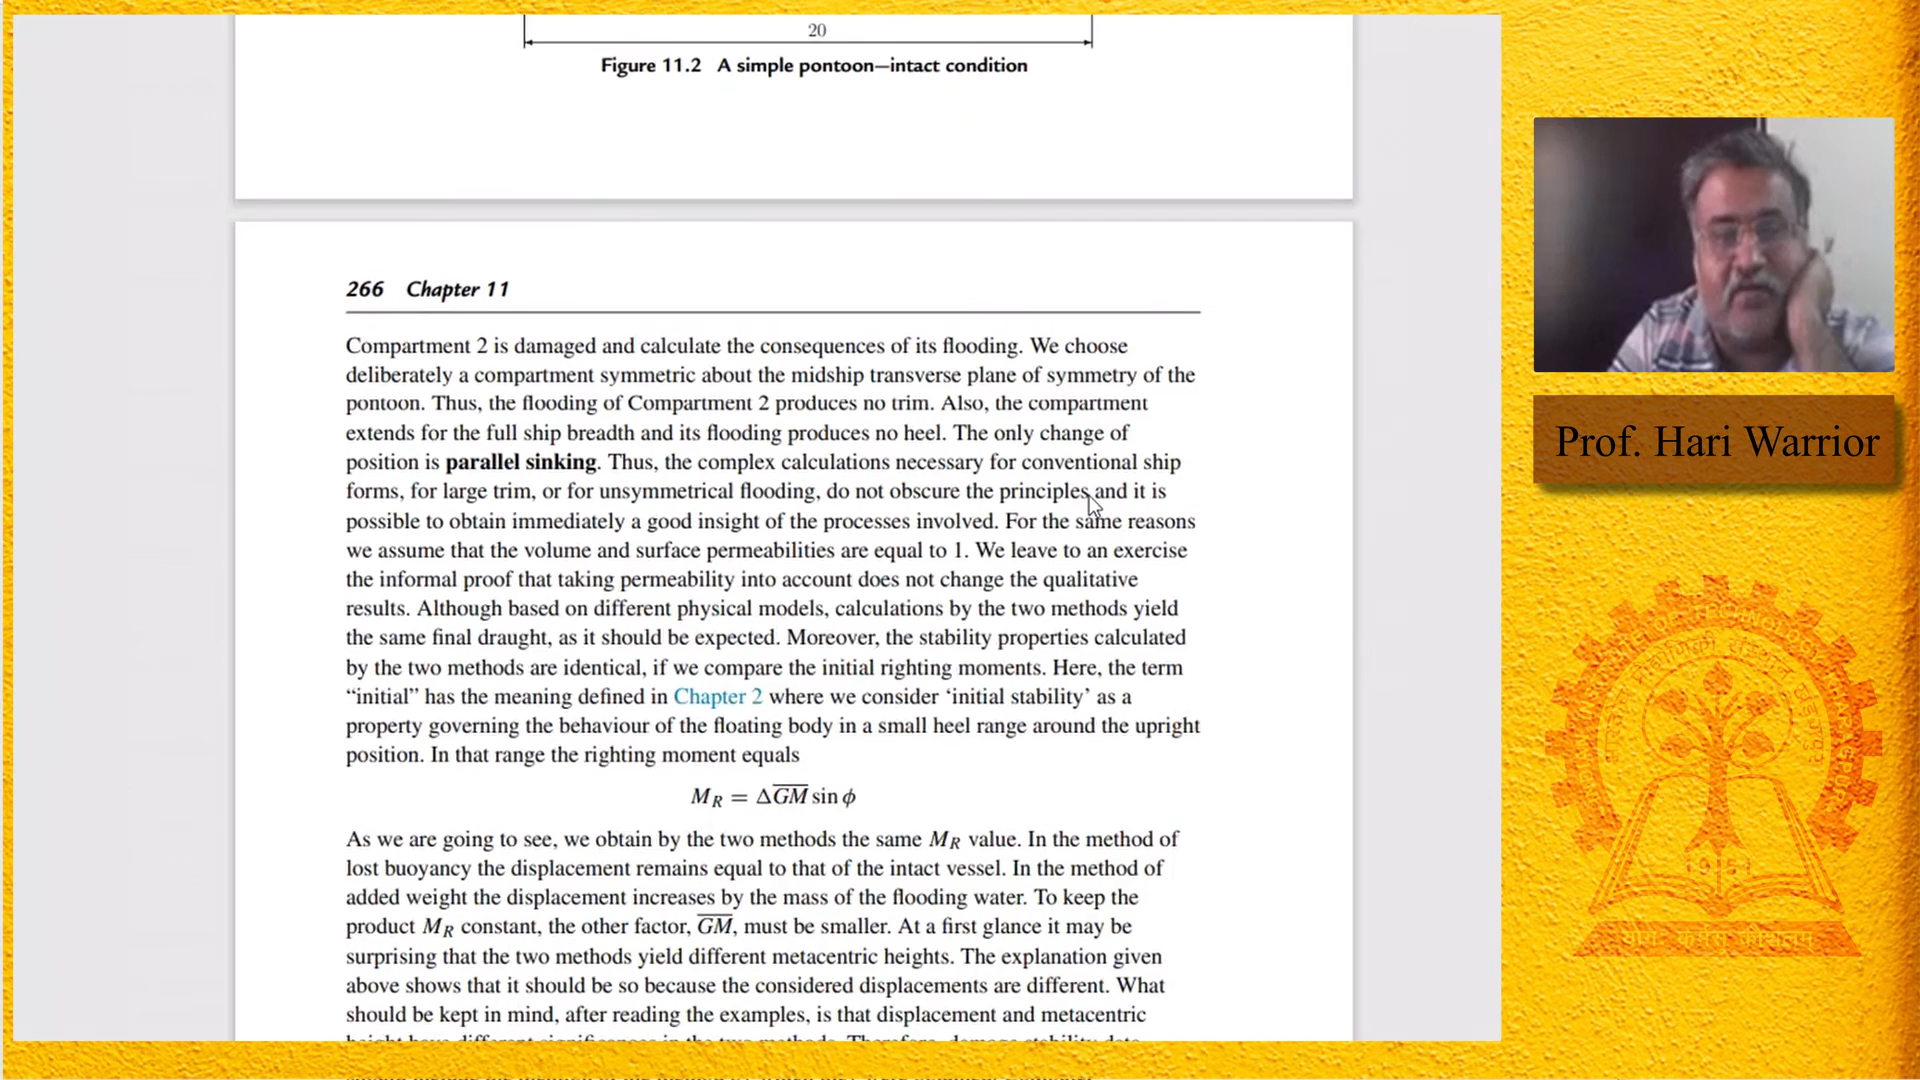 20
Figure 11.2 A simple pontoon—intact condition
266 Chapter 11
Compartment 2 is damaged and calculate the consequences of its flooding. We choose
deliberately a compartment symmetric about the midship transverse plane of symmetry of the
pontoon. Thus, the flooding of Compartment 2 produces no trim. Also, the compartment
extends for the full ship breadth and its flooding produces no heel. The only change of
position is parallel sinking. Thus, the complex calculations necessary for conventional ship
forms, for large trim, or for unsymmetrical flooding, do not obscure the principles and it is
possible to obtain immediately a good insight of the processes involved. For the same reasons
we assume that the volume and surface permeabilities are equal to 1. We leave to an exercise
the informal proof that taking permeability into account does not change the qualitative
results. Although based on different physical models, calculations by the two methods yield
the same final draught, as it should be expected. Moreover, the stability properties calculated
by the two methods are identical, if we compare the initial righting moments. Here, the term
“initial” has the meaning defined in Chapter 2 where we consider ‘initial stability’ as a
property governing the behaviour of the floating body in a small heel range around the upright
position. In that range the righting moment equals
M_R = Δ\overline{GM} sin ϕ
As we are going to see, we obtain by the two methods the same M_R value. In the method of
lost buoyancy the displacement remains equal to that of the intact vessel. In the method of
added weight the displacement increases by the mass of the flooding water. To keep the
product M_R constant, the other factor, \overline{GM}, must be smaller. At a first glance it may be
surprising that the two methods yield different metacentric heights. The explanation given
above shows that it should be so because the considered displacements are different. What
should be kept in mind, after reading the examples, is that displacement and metacentric
Prof. Hari Warrior
1951
योगः कर्मसु कौशलम्